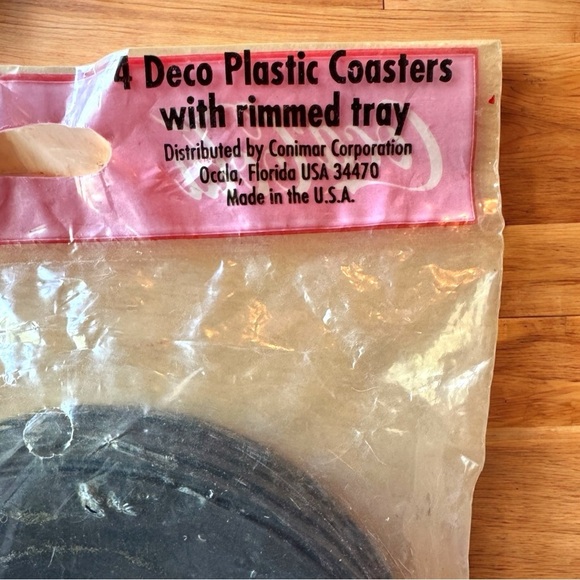 4 Deco Plastic Coasters
with rimmed tray
Distributed by Conimar Corporation
Ocala, Florida USA 34470
Made in the U.S.A.